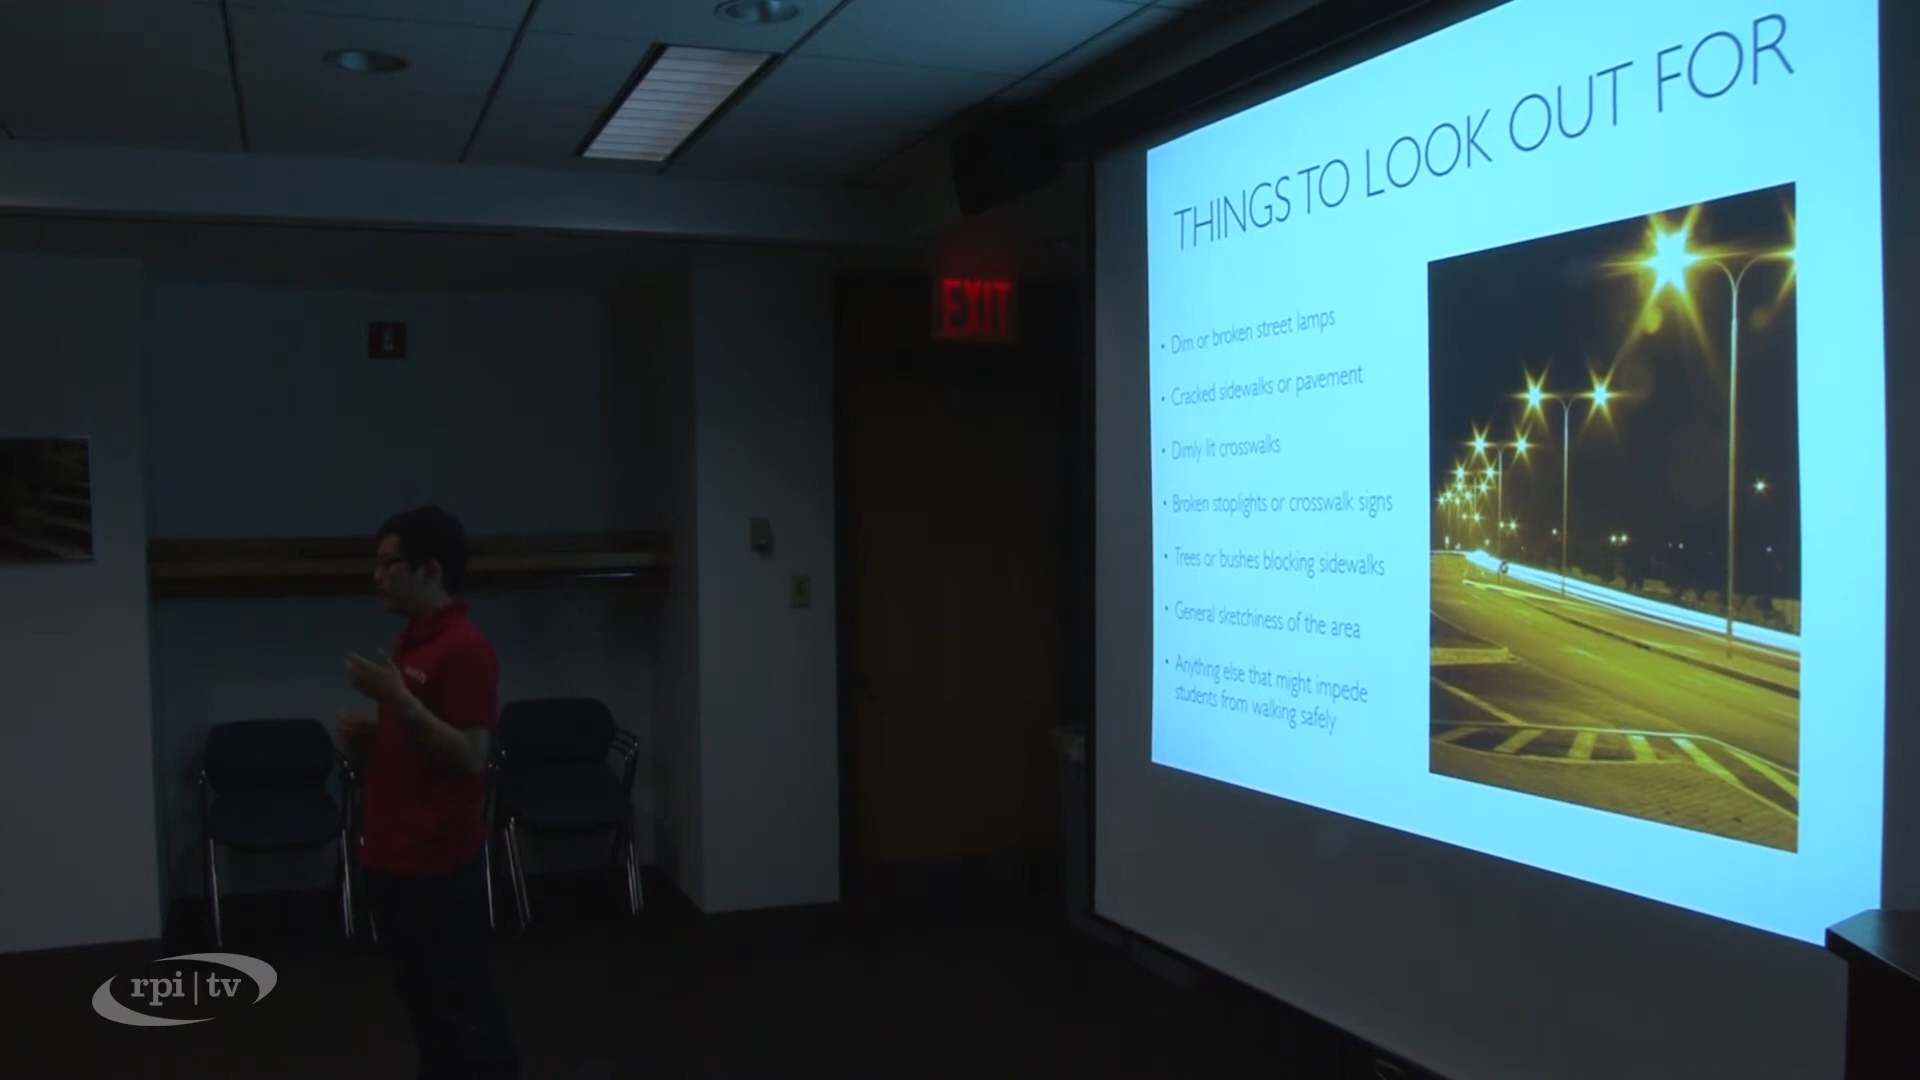 THINGS TO LOOK OUT FOR
EXIT
• Dim or broken street lamps
• Cracked sidewalks or pavement
• Dimly lit crosswalks
• Broken stoplights or crosswalk signs
• Trees or bushes blocking sidewalks
• General sketchiness of the area
• Anything else that might impede
students from walking safely
rpi|tv